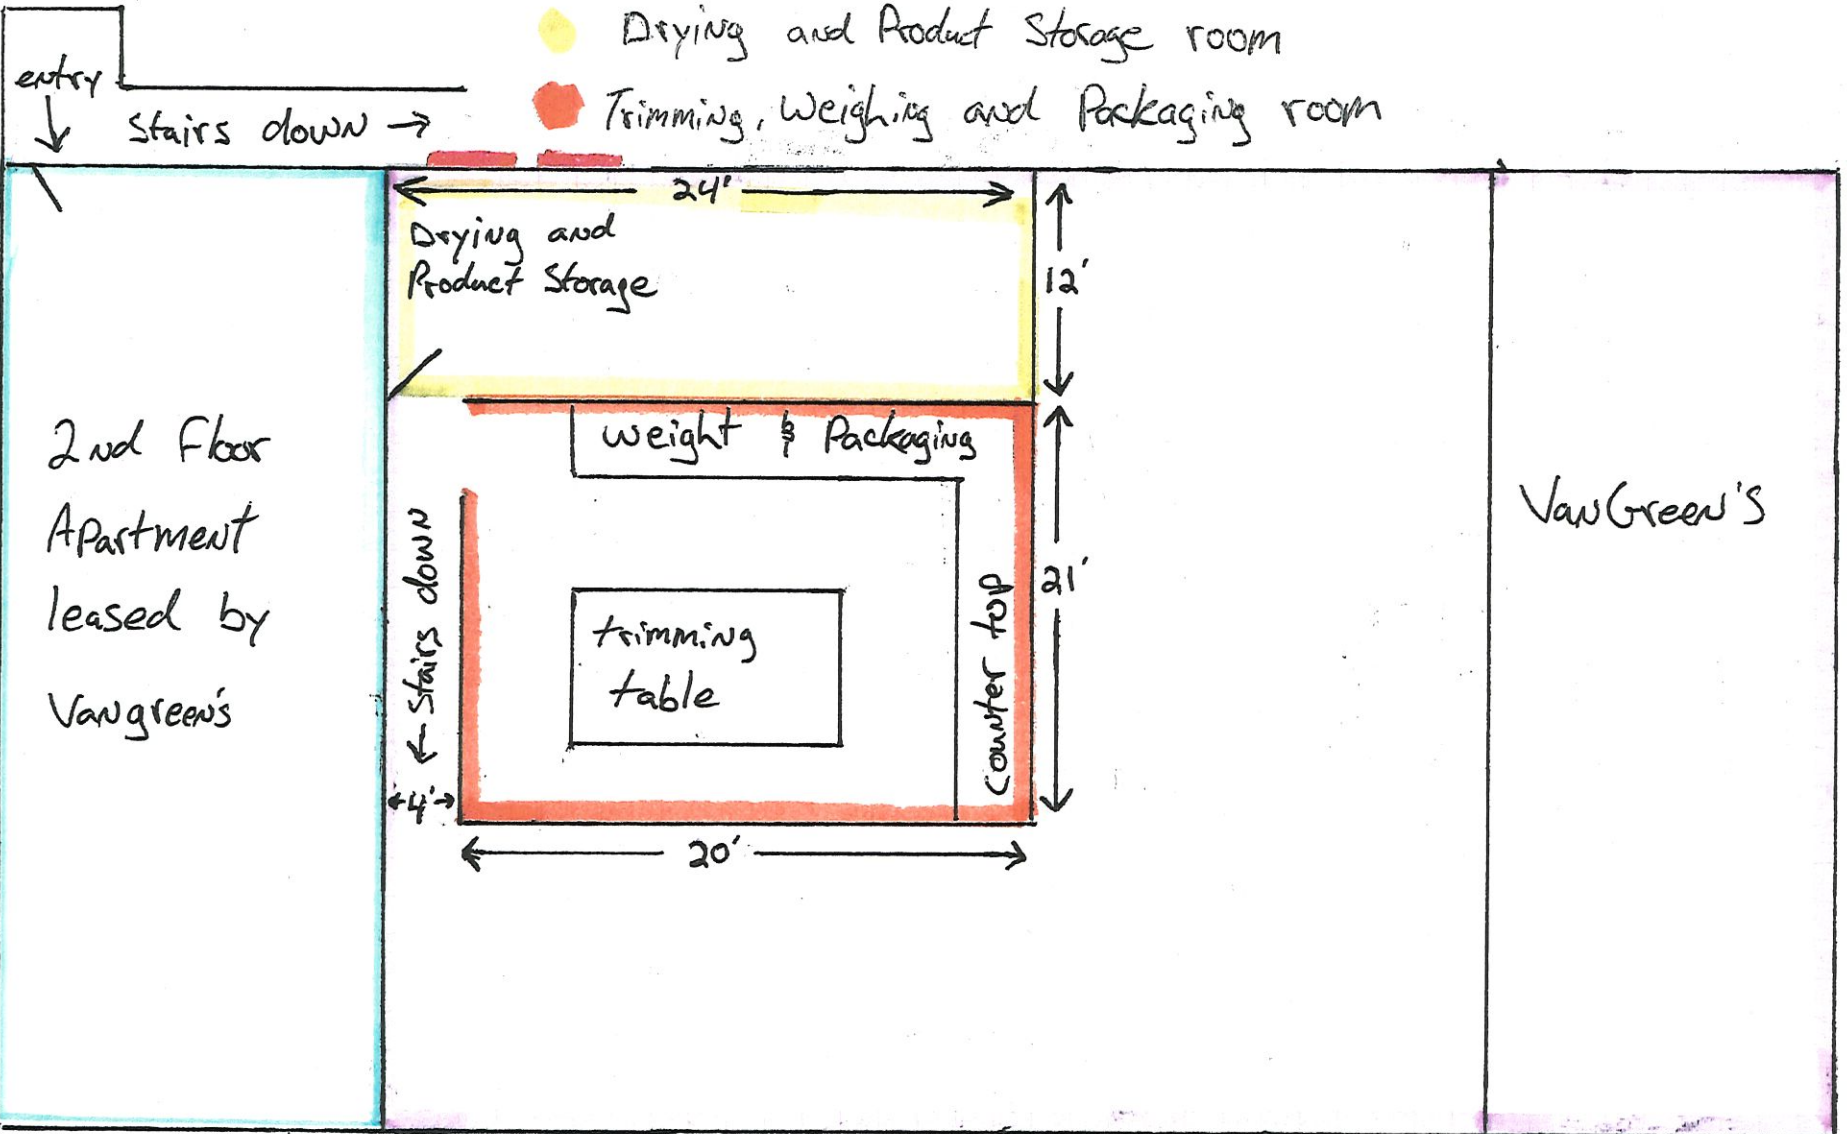 Drying and Product Storage room
Trimming, Weighing and Packaging room
entry
Stairs down →
24'
Drying and
Product Storage
12'
Weight & Packaging
2nd Floor
Apartment
leased by
Vangreen's
← Stairs down
trimming
table
Counter top
21'
VanGreen's
4'
20'